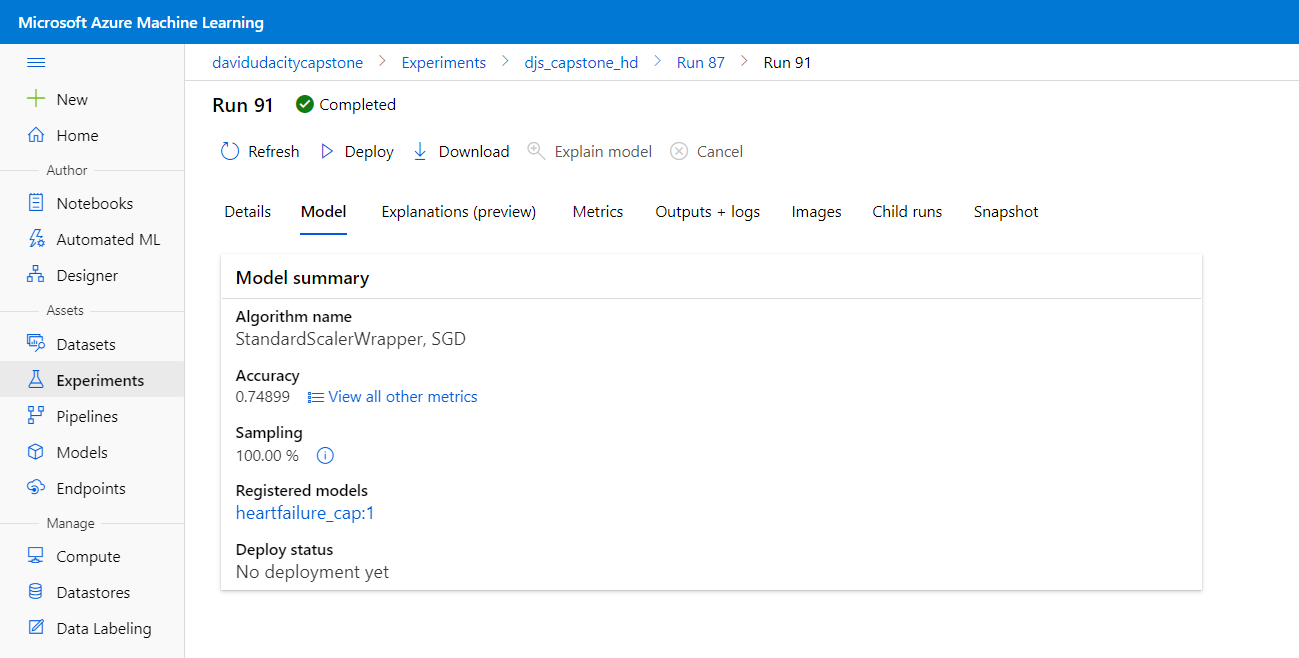 Microsoft Azure Machine Learning
davidudacitycapstone > Experiments > djs_capstone_hd > Run 87 > Run 91
New
Home
Author
Notebooks
Automated ML
Designer
Assets
Datasets
Experiments
Pipelines
Models
Endpoints
Manage
Compute
Datastores
Data Labeling
Run 91 Completed
Refresh Deploy Download Explain model Cancel
Details Model Explanations (preview) Metrics Outputs + logs Images Child runs Snapshot
Model summary
Algorithm name
StandardScalerWrapper, SGD
Accuracy
0.74899 View all other metrics
Sampling
100.00 %
Registered models
heartfailure_cap:1
Deploy status
No deployment yet